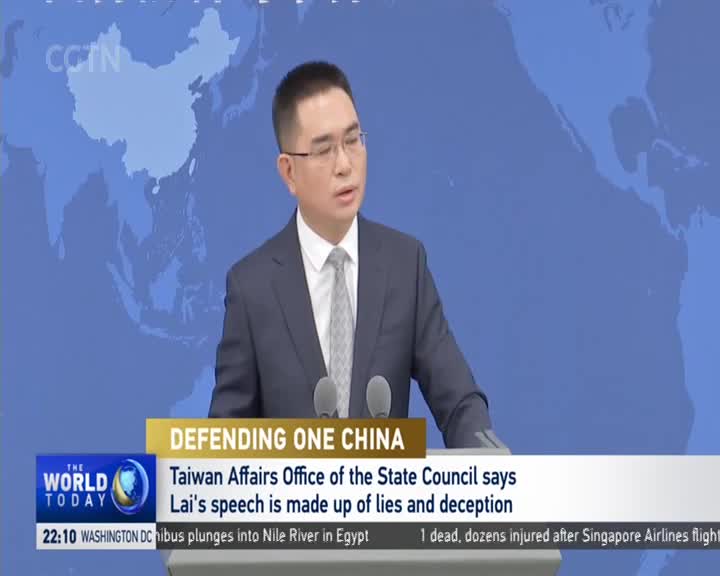 CGTN
DEFENDING ONE CHINA
Taiwan Affairs Office of the State Council says
Lai's speech is made up of lies and deception
THE
WORLD
TODAY
22:10 WASHINGTON DC
nibus plunges into Nile River in Egypt 1 dead, dozens injured after Singapore Airlines flight